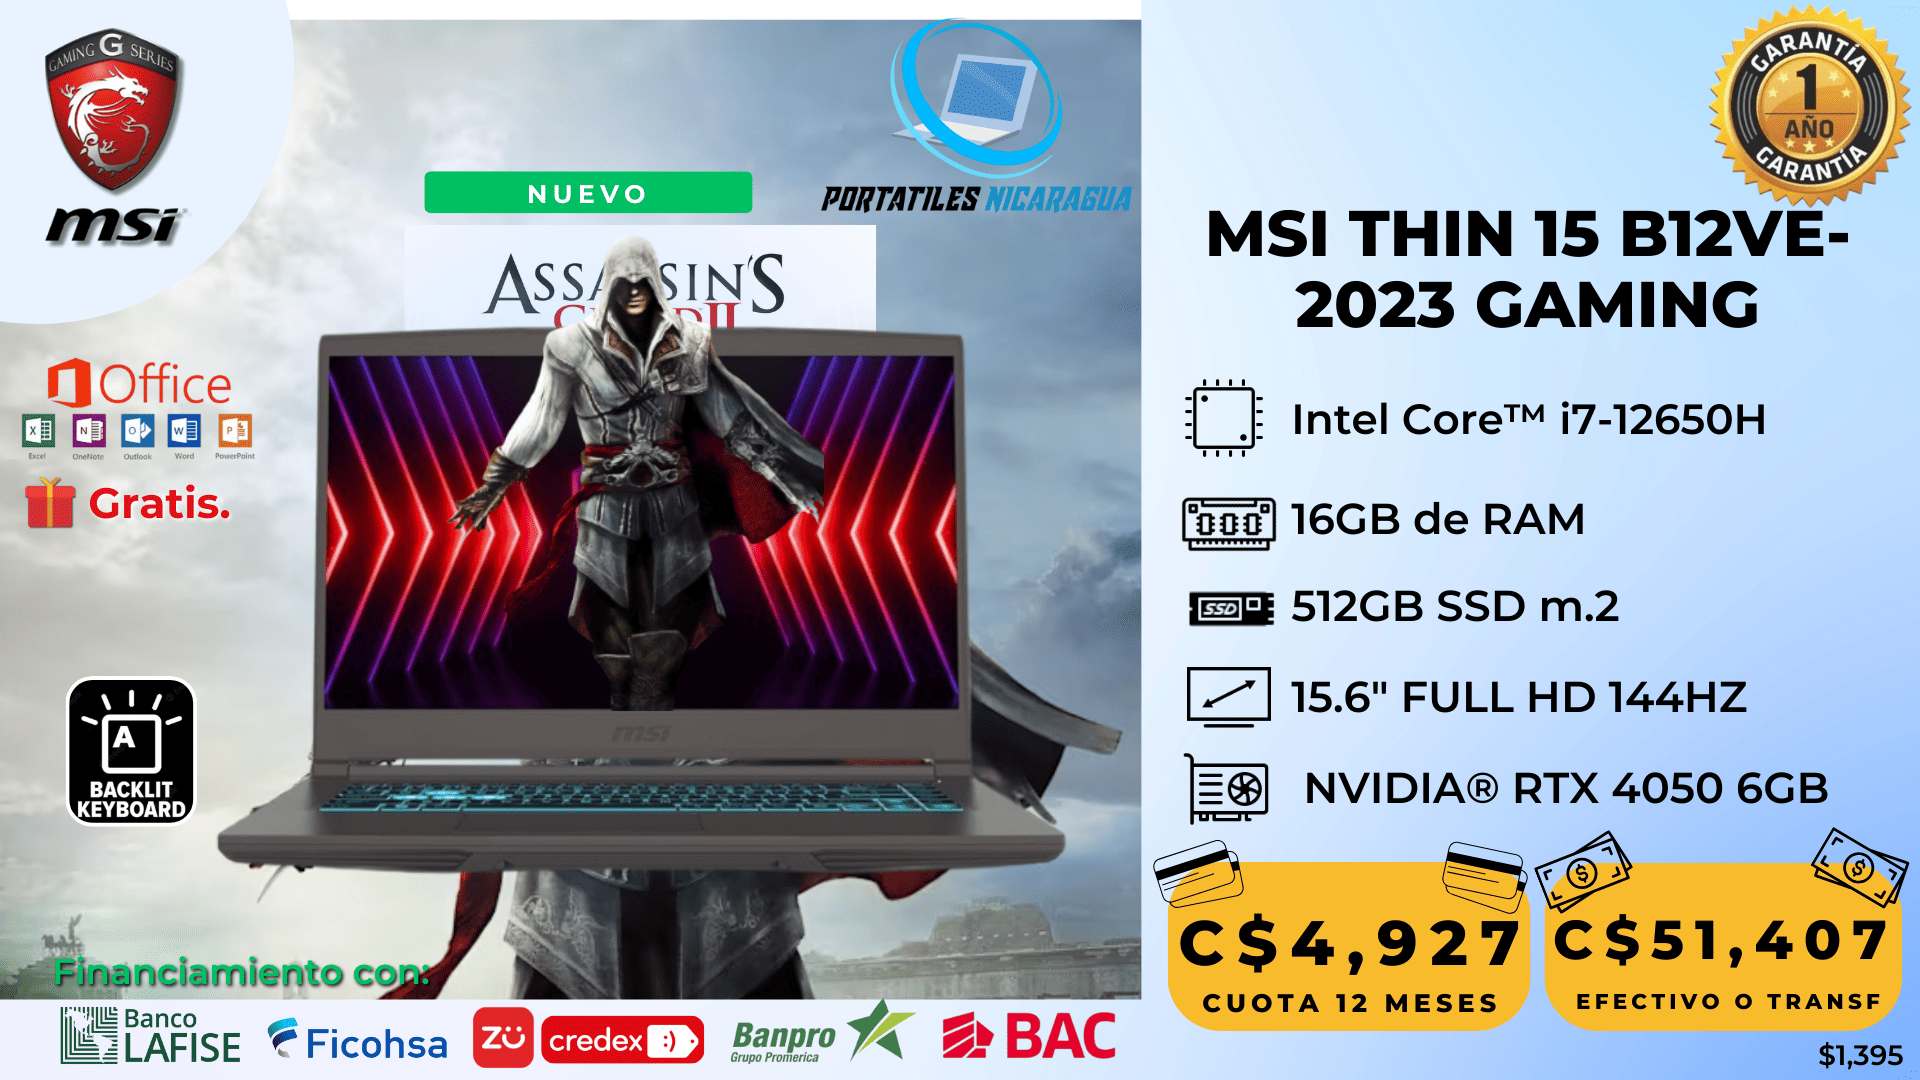 GAMING G SERIES
msi
NUEVO
PORTATILES NICARAGUA
GARANTÍA
1
AÑO
GARANTÍA
MSI THIN 15 B12VE-
2023 GAMING
ASSASSIN'S
II
Office
Excel OneNote Outlook Word PowerPoint
Gratis.
A
BACKLIT
KEYBOARD
msi
Intel Core™ i7-12650H
16GB de RAM
SSD
512GB SSD m.2
15.6" FULL HD 144HZ
NVIDIA® RTX 4050 6GB
C$4,927
CUOTA 12 MESES
C$51,407
EFECTIVO O TRANSF
$1,395
Financiamiento con:
Banco
LAFISE
Ficohsa
zü
credex
Banpro
Grupo Promerica
BAC